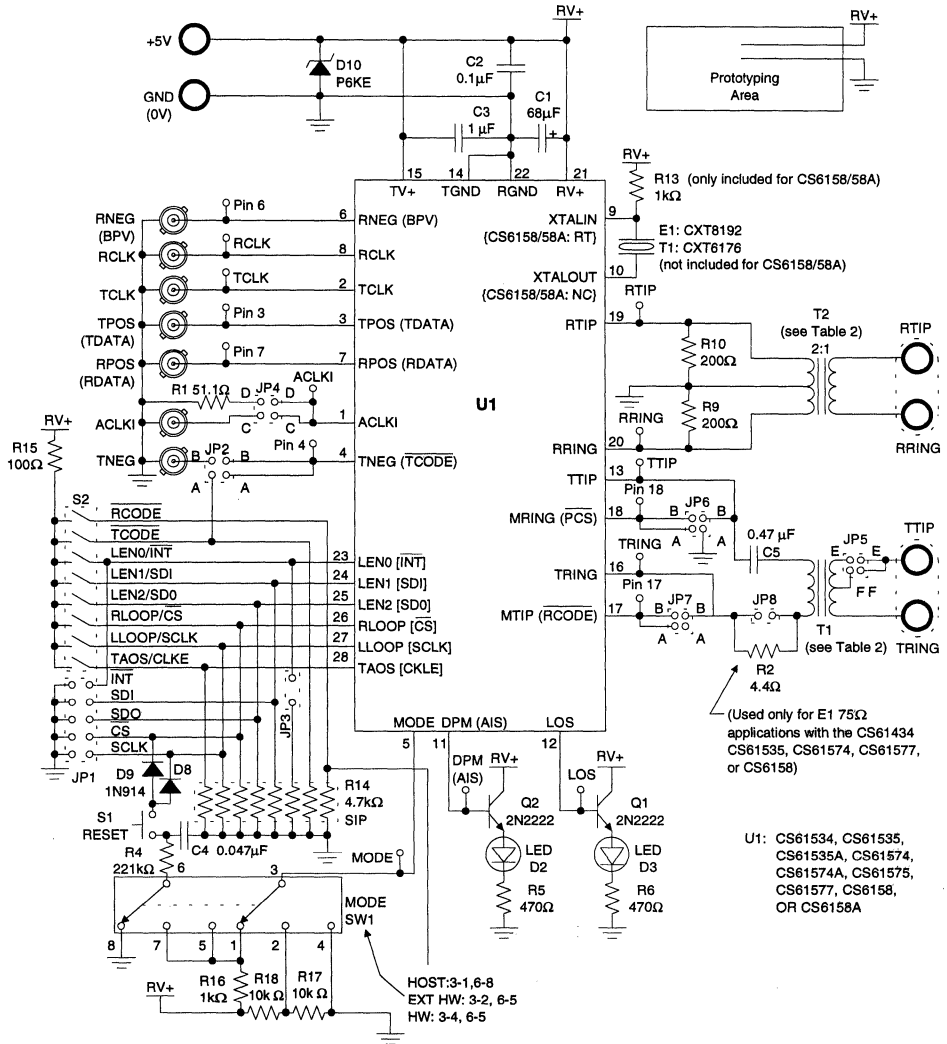 RV+
RV+
+5V
D10
P6KE
C2
0.1µF
GND
(0V)
C3
1 µF
C1
68µF
+
Prototyping
Area
15
14
22
21
TV+
TGND
RGND
RV+
RV+
R13 (only included for CS6158/58A)
1kΩ
RNEG
(BPV)
Pin 6
6
RNEG (BPV)
XTALIN
9
{CS6158/58A: RT}
E1: CXT8192
T1: CXT6176
(not included for CS6158/58A)
RCLK
RCLK
8
RCLK
XTALOUT
10
{CS6158/58A: NC}
TCLK
TCLK
2
TCLK
RTIP
TPOS
(TDATA)
Pin 3
3
TPOS (TDATA)
RTIP
19
T2
(see Table 2)
2:1
RTIP
RPOS
(RDATA)
Pin 7
7
RPOS (RDATA)
R10
200Ω
R1 51.1Ω
D
JP4
D
ACLKI
U1
R9
200Ω
ACLKI
C
C
1
ACLKI
RRING
RRING
RV+
R15
100Ω
TNEG
B
JP2
B
Pin 4
4
TNEG (TCODE)
RRING
20
A
A
TTIP
13
TTIP
S2
RCODE
Pin 18
JP6
MRING (PCS)
18
B
B
A
A
TCODE
TTIP
LEN0/INT
23
LEN0 [INT]
0.47 µF
C5
E
JP5
E
F F
LEN1/SDI
24
LEN1 [SDI]
TRING
TRING
16
LEN2/SD0
25
LEN2 [SD0]
Pin 17
RLOOP/CS
26
RLOOP [CS]
MTIP (RCODE)
17
B
JP7
B
JP8
A
A
T1
(see Table 2)
TRING
LLOOP/SCLK
27
LLOOP [SCLK]
TAOS/CLKE
28
TAOS [CKLE]
R2
4.4Ω
INT
SDI
SDO
CS
SCLK
JP1
JP3
MODE
DPM (AIS)
LOS
5
11
12
(Used only for E1 75Ω
applications with the CS61434
CS61535, CS61574, CS61577,
or CS6158)
D9
D8
1N914
DPM
(AIS)
RV+
LOS
RV+
R14
4.7kΩ
SIP
Q2
2N2222
Q1
2N2222
S1
RESET
C4
0.047µF
R4
221kΩ
6
3
MODE
LED
D2
LED
D3
U1: CS61534, CS61535,
CS61535A, CS61574,
CS61574A, CS61575,
CS61577, CS6158,
OR CS6158A
MODE
SW1
R5
470Ω
R6
470Ω
8
7
5
1
2
4
RV+
R16
1kΩ
R18
10k Ω
R17
10k Ω
HOST:3-1,6-8
EXT HW: 3-2, 6-5
HW: 3-4, 6-5